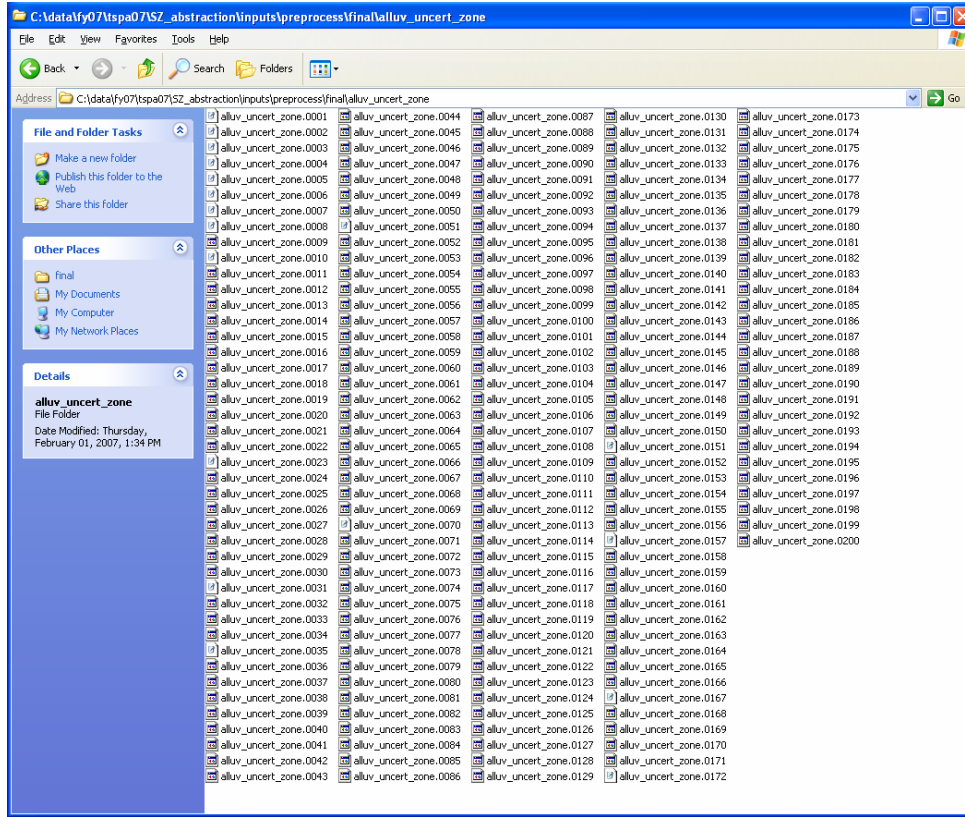 C:\data\fy07\tspa07\SZ_abstraction\inputs\preprocess\final\alluv_uncert_zone
File Edit View Favorites Tools Help
Back Search Folders
Address C:\data\fy07\tspa07\SZ_abstraction\inputs\preprocess\final\alluv_uncert_zone Go
File and Folder Tasks
Make a new folder
Publish this folder to the
Web
Share this folder
Other Places
final
My Documents
My Computer
My Network Places
Details
alluv_uncert_zone
File Folder
Date Modified: Thursday,
February 01, 2007, 1:34 PM
alluv_uncert_zone.0001
alluv_uncert_zone.0002
alluv_uncert_zone.0003
alluv_uncert_zone.0004
alluv_uncert_zone.0005
alluv_uncert_zone.0006
alluv_uncert_zone.0007
alluv_uncert_zone.0008
alluv_uncert_zone.0009
alluv_uncert_zone.0010
alluv_uncert_zone.0011
alluv_uncert_zone.0012
alluv_uncert_zone.0013
alluv_uncert_zone.0014
alluv_uncert_zone.0015
alluv_uncert_zone.0016
alluv_uncert_zone.0017
alluv_uncert_zone.0018
alluv_uncert_zone.0019
alluv_uncert_zone.0020
alluv_uncert_zone.0021
alluv_uncert_zone.0022
alluv_uncert_zone.0023
alluv_uncert_zone.0024
alluv_uncert_zone.0025
alluv_uncert_zone.0026
alluv_uncert_zone.0027
alluv_uncert_zone.0028
alluv_uncert_zone.0029
alluv_uncert_zone.0030
alluv_uncert_zone.0031
alluv_uncert_zone.0032
alluv_uncert_zone.0033
alluv_uncert_zone.0034
alluv_uncert_zone.0035
alluv_uncert_zone.0036
alluv_uncert_zone.0037
alluv_uncert_zone.0038
alluv_uncert_zone.0039
alluv_uncert_zone.0040
alluv_uncert_zone.0041
alluv_uncert_zone.0042
alluv_uncert_zone.0043
alluv_uncert_zone.0044
alluv_uncert_zone.0045
alluv_uncert_zone.0046
alluv_uncert_zone.0047
alluv_uncert_zone.0048
alluv_uncert_zone.0049
alluv_uncert_zone.0050
alluv_uncert_zone.0051
alluv_uncert_zone.0052
alluv_uncert_zone.0053
alluv_uncert_zone.0054
alluv_uncert_zone.0055
alluv_uncert_zone.0056
alluv_uncert_zone.0057
alluv_uncert_zone.0058
alluv_uncert_zone.0059
alluv_uncert_zone.0060
alluv_uncert_zone.0061
alluv_uncert_zone.0062
alluv_uncert_zone.0063
alluv_uncert_zone.0064
alluv_uncert_zone.0065
alluv_uncert_zone.0066
alluv_uncert_zone.0067
alluv_uncert_zone.0068
alluv_uncert_zone.0069
alluv_uncert_zone.0070
alluv_uncert_zone.0071
alluv_uncert_zone.0072
alluv_uncert_zone.0073
alluv_uncert_zone.0074
alluv_uncert_zone.0075
alluv_uncert_zone.0076
alluv_uncert_zone.0077
alluv_uncert_zone.0078
alluv_uncert_zone.0079
alluv_uncert_zone.0080
alluv_uncert_zone.0081
alluv_uncert_zone.0082
alluv_uncert_zone.0083
alluv_uncert_zone.0084
alluv_uncert_zone.0085
alluv_uncert_zone.0086
alluv_uncert_zone.0087
alluv_uncert_zone.0088
alluv_uncert_zone.0089
alluv_uncert_zone.0090
alluv_uncert_zone.0091
alluv_uncert_zone.0092
alluv_uncert_zone.0093
alluv_uncert_zone.0094
alluv_uncert_zone.0095
alluv_uncert_zone.0096
alluv_uncert_zone.0097
alluv_uncert_zone.0098
alluv_uncert_zone.0099
alluv_uncert_zone.0100
alluv_uncert_zone.0101
alluv_uncert_zone.0102
alluv_uncert_zone.0103
alluv_uncert_zone.0104
alluv_uncert_zone.0105
alluv_uncert_zone.0106
alluv_uncert_zone.0107
alluv_uncert_zone.0108
alluv_uncert_zone.0109
alluv_uncert_zone.0110
alluv_uncert_zone.0111
alluv_uncert_zone.0112
alluv_uncert_zone.0113
alluv_uncert_zone.0114
alluv_uncert_zone.0115
alluv_uncert_zone.0116
alluv_uncert_zone.0117
alluv_uncert_zone.0118
alluv_uncert_zone.0119
alluv_uncert_zone.0120
alluv_uncert_zone.0121
alluv_uncert_zone.0122
alluv_uncert_zone.0123
alluv_uncert_zone.0124
alluv_uncert_zone.0125
alluv_uncert_zone.0126
alluv_uncert_zone.0127
alluv_uncert_zone.0128
alluv_uncert_zone.0129
alluv_uncert_zone.0130
alluv_uncert_zone.0131
alluv_uncert_zone.0132
alluv_uncert_zone.0133
alluv_uncert_zone.0134
alluv_uncert_zone.0135
alluv_uncert_zone.0136
alluv_uncert_zone.0137
alluv_uncert_zone.0138
alluv_uncert_zone.0139
alluv_uncert_zone.0140
alluv_uncert_zone.0141
alluv_uncert_zone.0142
alluv_uncert_zone.0143
alluv_uncert_zone.0144
alluv_uncert_zone.0145
alluv_uncert_zone.0146
alluv_uncert_zone.0147
alluv_uncert_zone.0148
alluv_uncert_zone.0149
alluv_uncert_zone.0150
alluv_uncert_zone.0151
alluv_uncert_zone.0152
alluv_uncert_zone.0153
alluv_uncert_zone.0154
alluv_uncert_zone.0155
alluv_uncert_zone.0156
alluv_uncert_zone.0157
alluv_uncert_zone.0158
alluv_uncert_zone.0159
alluv_uncert_zone.0160
alluv_uncert_zone.0161
alluv_uncert_zone.0162
alluv_uncert_zone.0163
alluv_uncert_zone.0164
alluv_uncert_zone.0165
alluv_uncert_zone.0166
alluv_uncert_zone.0167
alluv_uncert_zone.0168
alluv_uncert_zone.0169
alluv_uncert_zone.0170
alluv_uncert_zone.0171
alluv_uncert_zone.0172
alluv_uncert_zone.0173
alluv_uncert_zone.0174
alluv_uncert_zone.0175
alluv_uncert_zone.0176
alluv_uncert_zone.0177
alluv_uncert_zone.0178
alluv_uncert_zone.0179
alluv_uncert_zone.0180
alluv_uncert_zone.0181
alluv_uncert_zone.0182
alluv_uncert_zone.0183
alluv_uncert_zone.0184
alluv_uncert_zone.0185
alluv_uncert_zone.0186
alluv_uncert_zone.0187
alluv_uncert_zone.0188
alluv_uncert_zone.0189
alluv_uncert_zone.0190
alluv_uncert_zone.0191
alluv_uncert_zone.0192
alluv_uncert_zone.0193
alluv_uncert_zone.0194
alluv_uncert_zone.0195
alluv_uncert_zone.0196
alluv_uncert_zone.0197
alluv_uncert_zone.0198
alluv_uncert_zone.0199
alluv_uncert_zone.0200